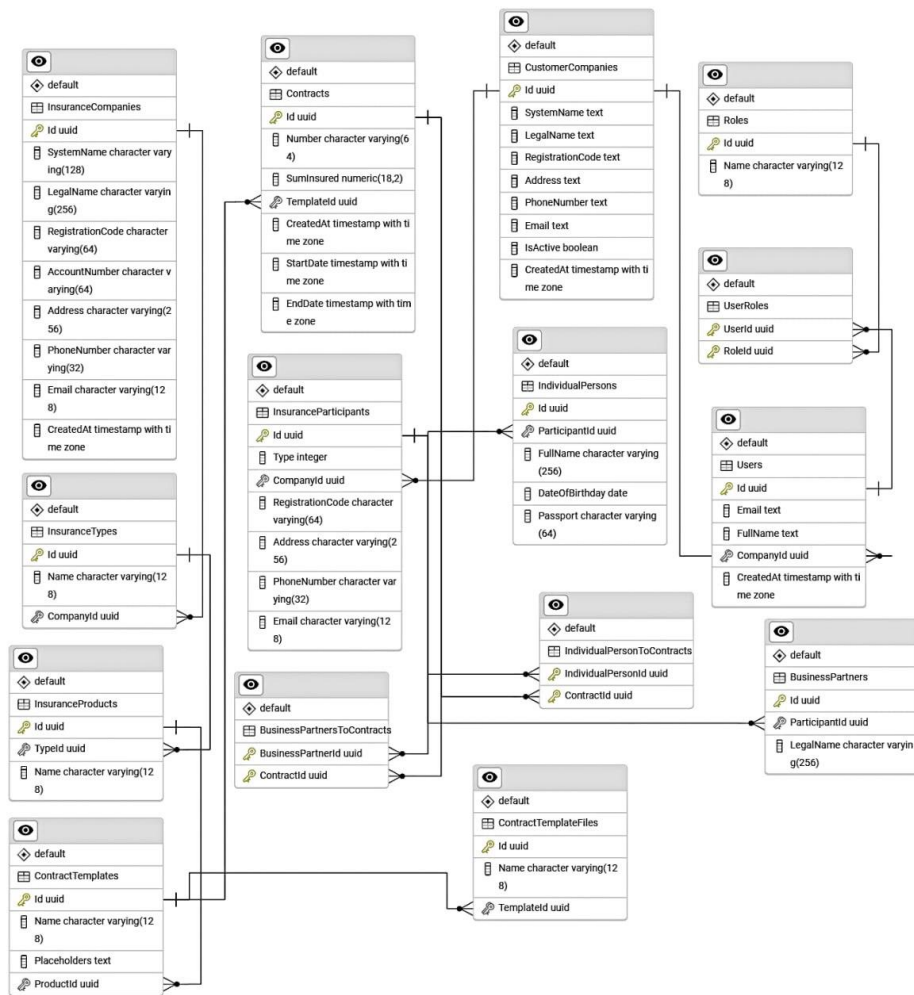 default
InsuranceCompanies
Id uuid
SystemName character vary
ing(128)
LegalName character varyin
g(256)
RegistrationCode character
varying(64)
AccountNumber character v
arying(64)
Address character varying(2
56)
PhoneNumber character var
ying(32)
Email character varying(12
8)
CreatedAt timestamp with ti
me zone
default
InsuranceTypes
Id uuid
Name character varying(12
8)
CompanyId uuid
default
InsuranceProducts
Id uuid
TypeId uuid
Name character varying(12
8)
default
ContractTemplates
Id uuid
Name character varying(12
8)
Placeholders text
ProductId uuid
default
Contracts
Id uuid
Number character varying(6
4)
SumInsured numeric(18,2)
TemplateId uuid
CreatedAt timestamp with ti
me zone
StartDate timestamp with ti
me zone
EndDate timestamp with tim
e zone
default
InsuranceParticipants
Id uuid
Type integer
CompanyId uuid
RegistrationCode character
varying(64)
Address character varying(2
56)
PhoneNumber character var
ying(32)
Email character varying(12
8)
default
BusinessPartnersToContracts
BusinessPartnerId uuid
ContractId uuid
default
CustomerCompanies
Id uuid
SystemName text
LegalName text
RegistrationCode text
Address text
PhoneNumber text
Email text
IsActive boolean
CreatedAt timestamp with ti
me zone
default
IndividualPersons
Id uuid
ParticipantId uuid
FullName character varying
(256)
DateOfBirthday date
Passport character varying
(64)
default
IndividualPersonToContracts
IndividualPersonId uuid
ContractId uuid
default
ContractTemplateFiles
Id uuid
Name character varying(12
8)
TemplateId uuid
default
Roles
Id uuid
Name character varying(12
8)
default
UserRoles
UserId uuid
RoleId uuid
default
Users
Id uuid
Email text
FullName text
CompanyId uuid
CreatedAt timestamp with ti
me zone
default
BusinessPartners
Id uuid
ParticipantId uuid
LegalName character varyin
g(256)